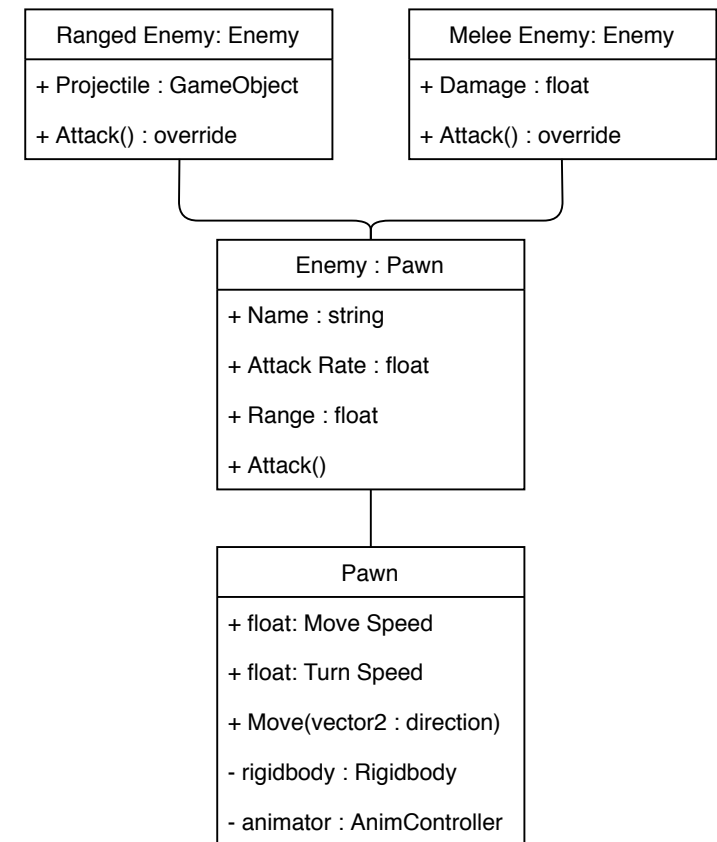 Ranged Enemy: Enemy
+ Projectile : GameObject
+ Attack() : override
Melee Enemy: Enemy
+ Damage : float
+ Attack() : override
Enemy : Pawn
+ Name : string
+ Attack Rate : float
+ Range : float
+ Attack()
Pawn
+ float: Move Speed
+ float: Turn Speed
+ Move(vector2 : direction)
- rigidbody : Rigidbody
- animator : AnimController